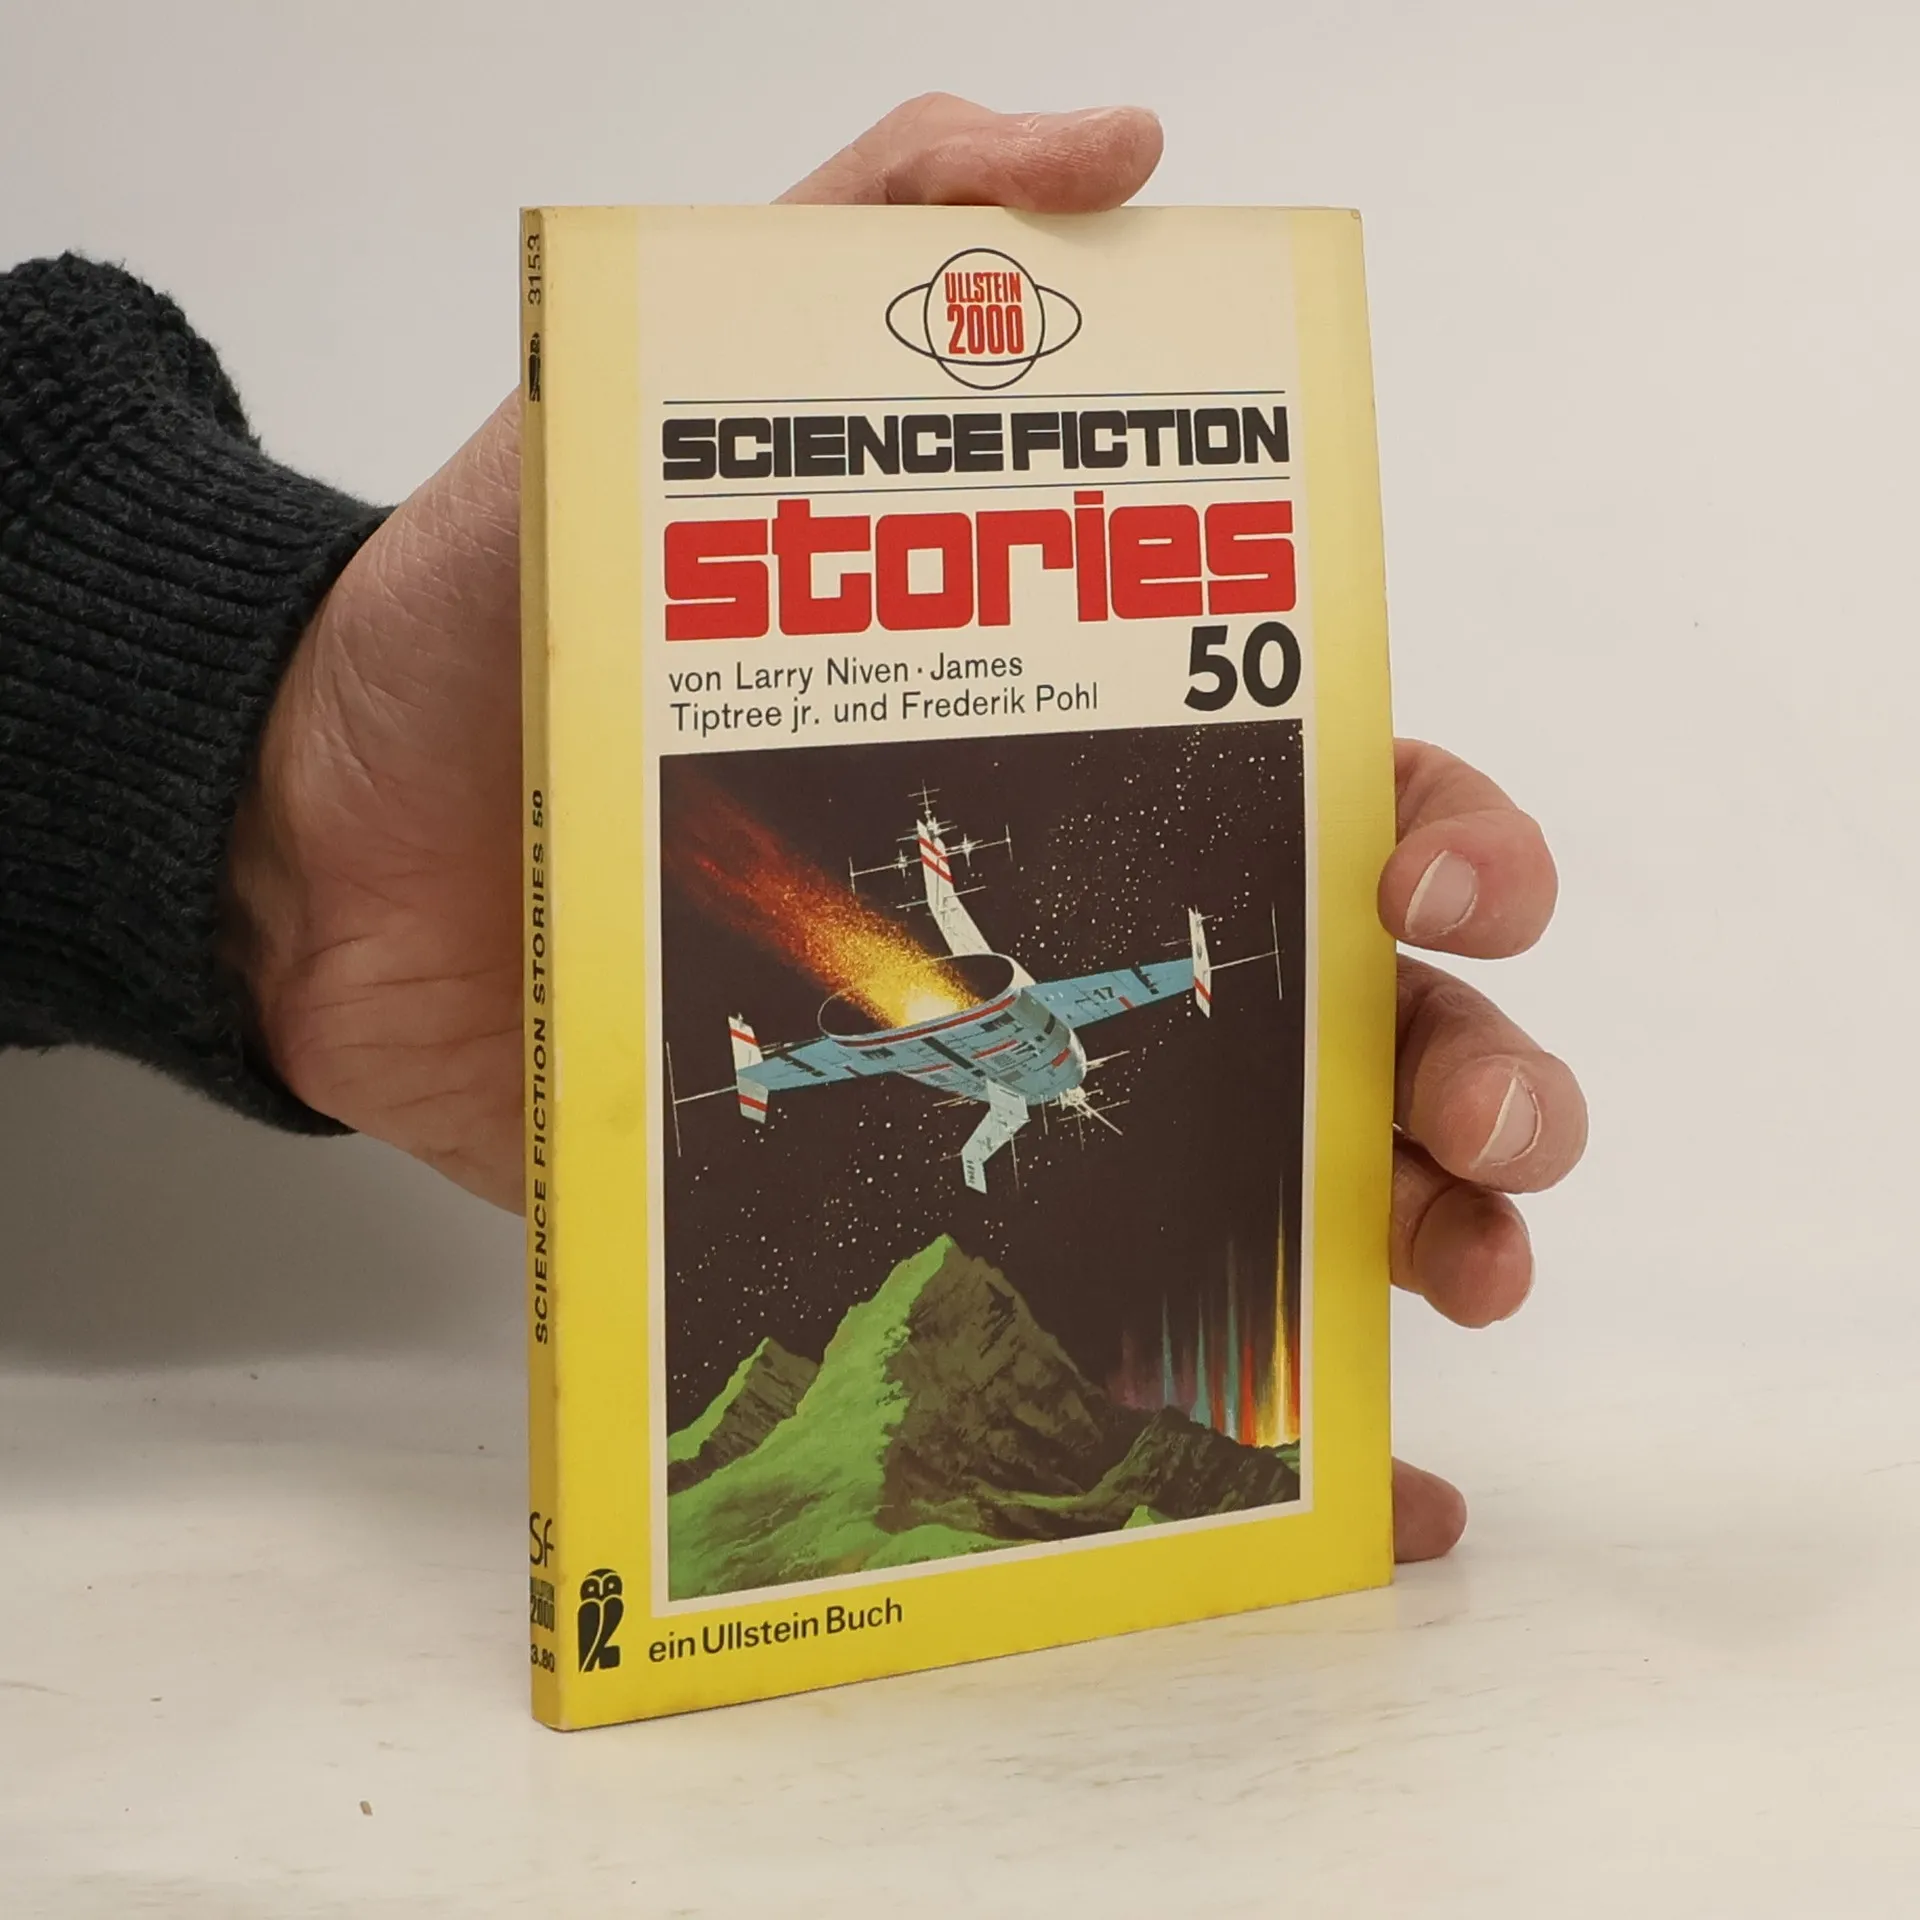 ULLSTEIN
2000
SCIENCE FICTION
stories
50
von Larry Niven · James
Tiptree jr. und Frederik Pohl
17
ein Ullstein Buch
3153
SCIENCE FICTION STORIES 50
Sf
ULLSTEIN
2000
3.80